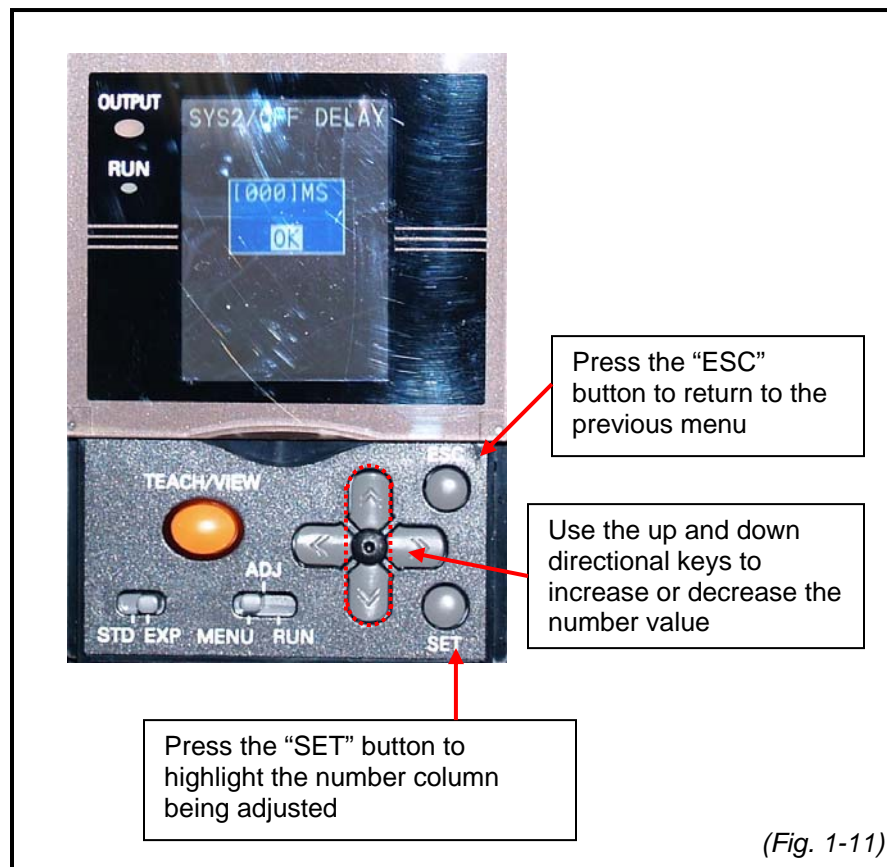 OUTPUT
RUN
SYS2/OFF DELAY
[000]MS
OK
Press the “ESC”
button to return to the
previous menu
ESC
TEACH/VIEW
Use the up and down
directional keys to
increase or decrease the
number value
ADJ
STD EXP MENU RUN
SET
Press the “SET” button to
highlight the number column
being adjusted
(Fig. 1-11)